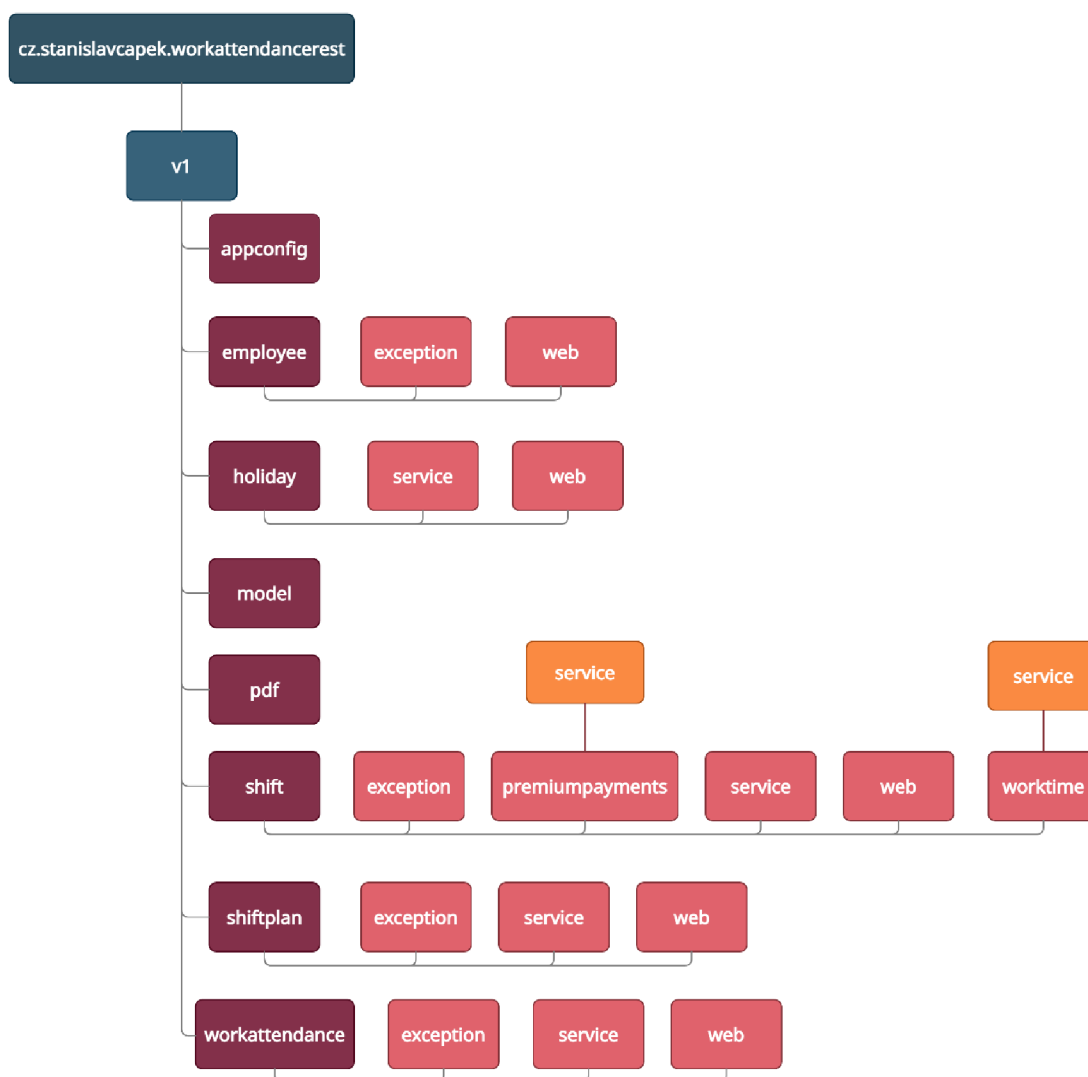 cz.stanislavcapek.workattendancerest
v1
appconfig
employee exception web
holiday service web
model
service service
pdf
shift exception premiumpayments service web worktime
shiftplan exception service web
workattendance exception service web